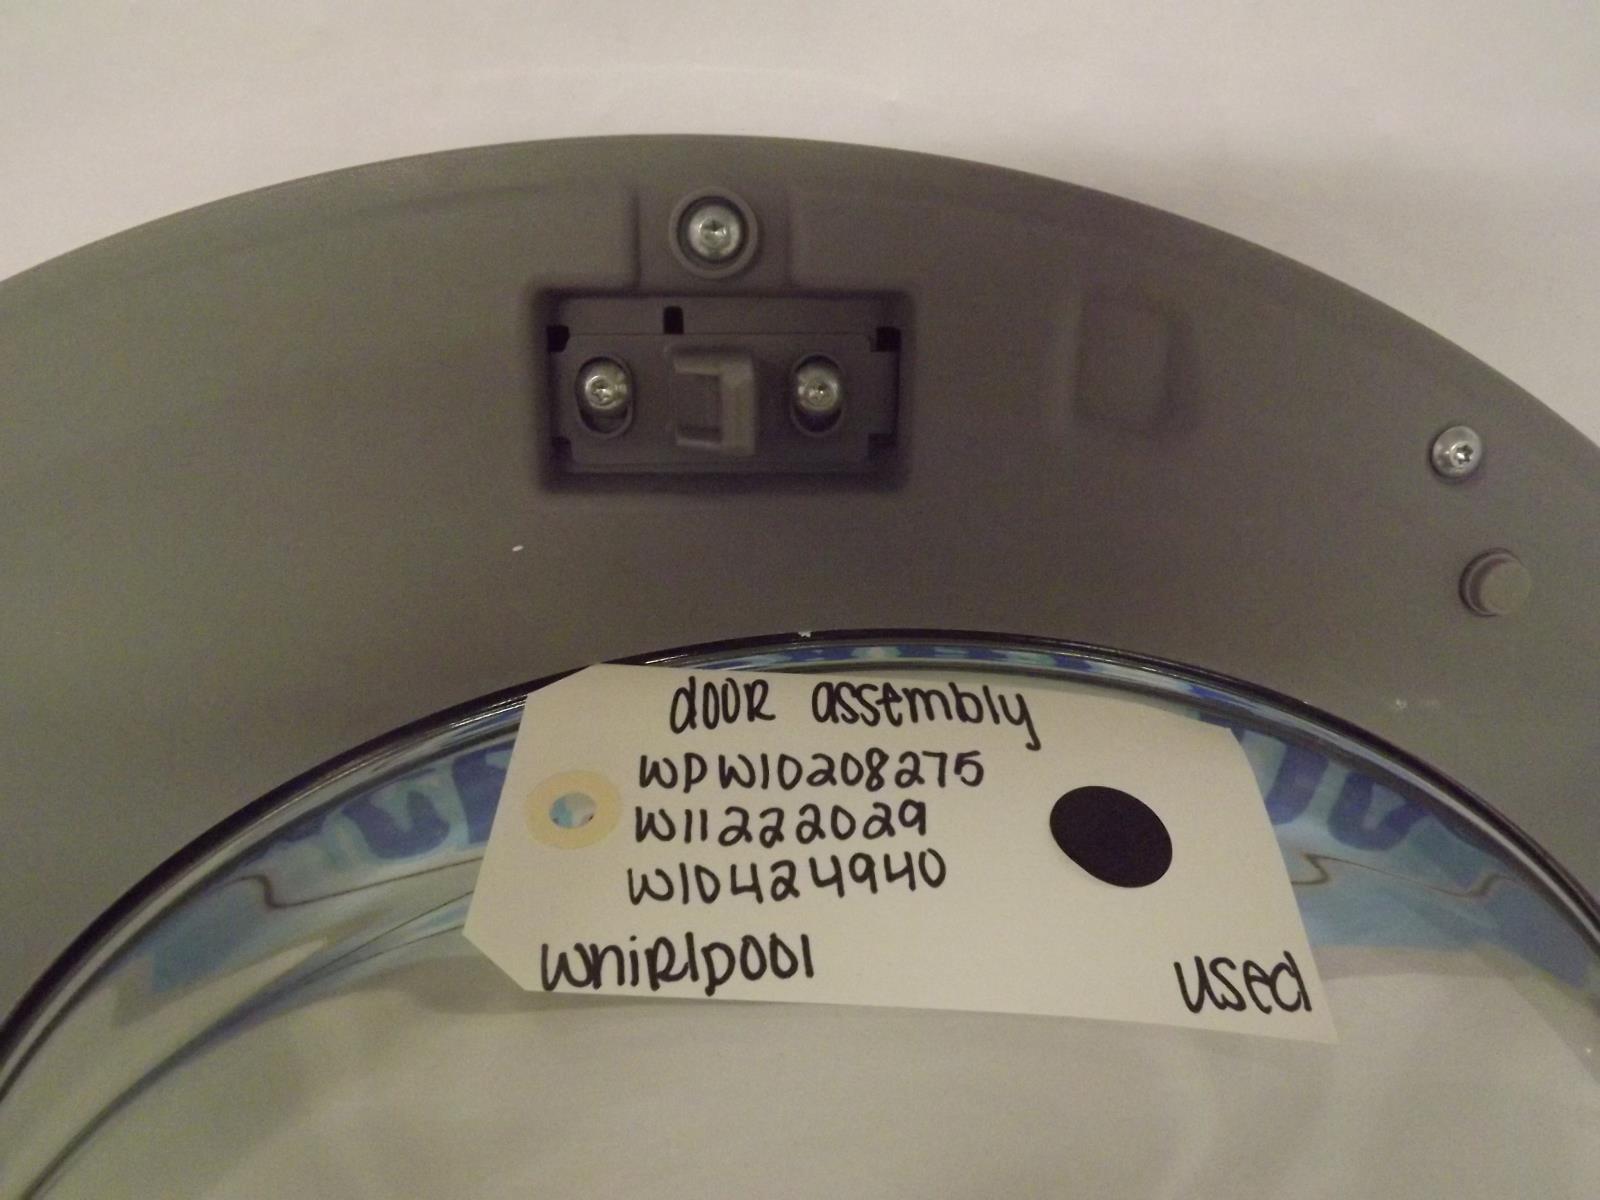 dOOR assembly
WPW10208275
W11222029
W10424940
WhiRlpool
used